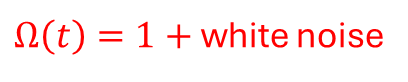 Ω(t) = 1 + white noise